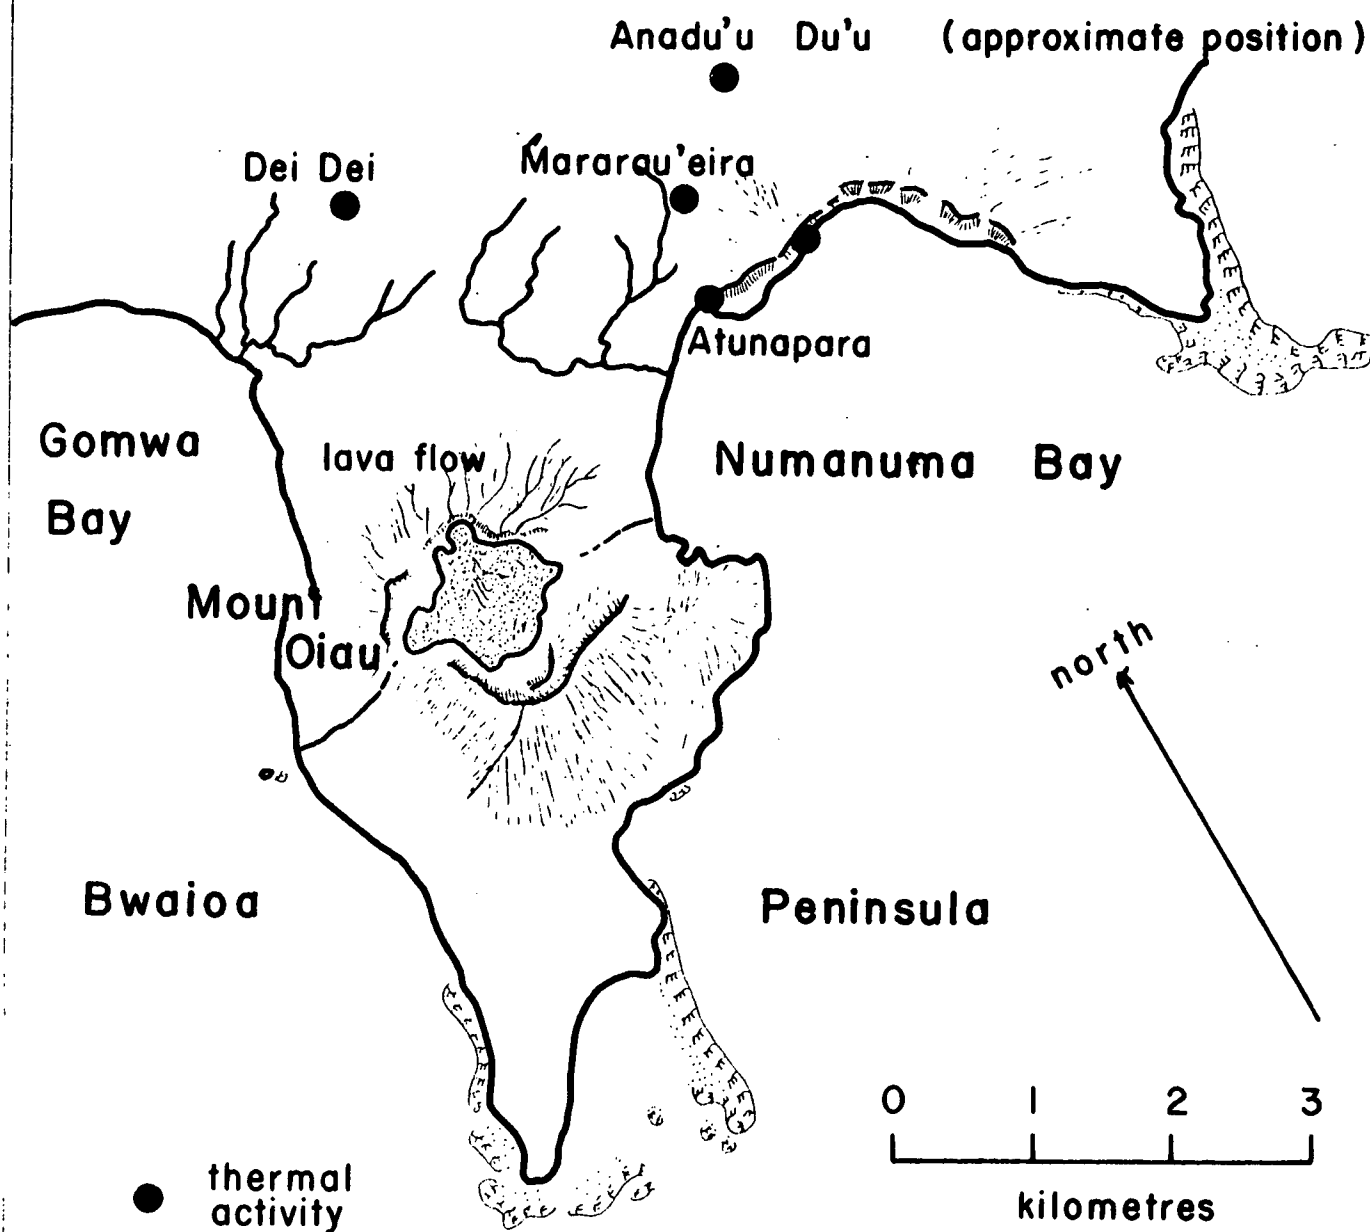 Anadu'u Du'u (approximate position)
Dei Dei
Mararau'eira
Atunapara
Gomwa
Bay
lava flow
Numanuma Bay
Mount
Oiau
north
Bwaioa Peninsula
0 1 2 3
kilometres
thermal
activity